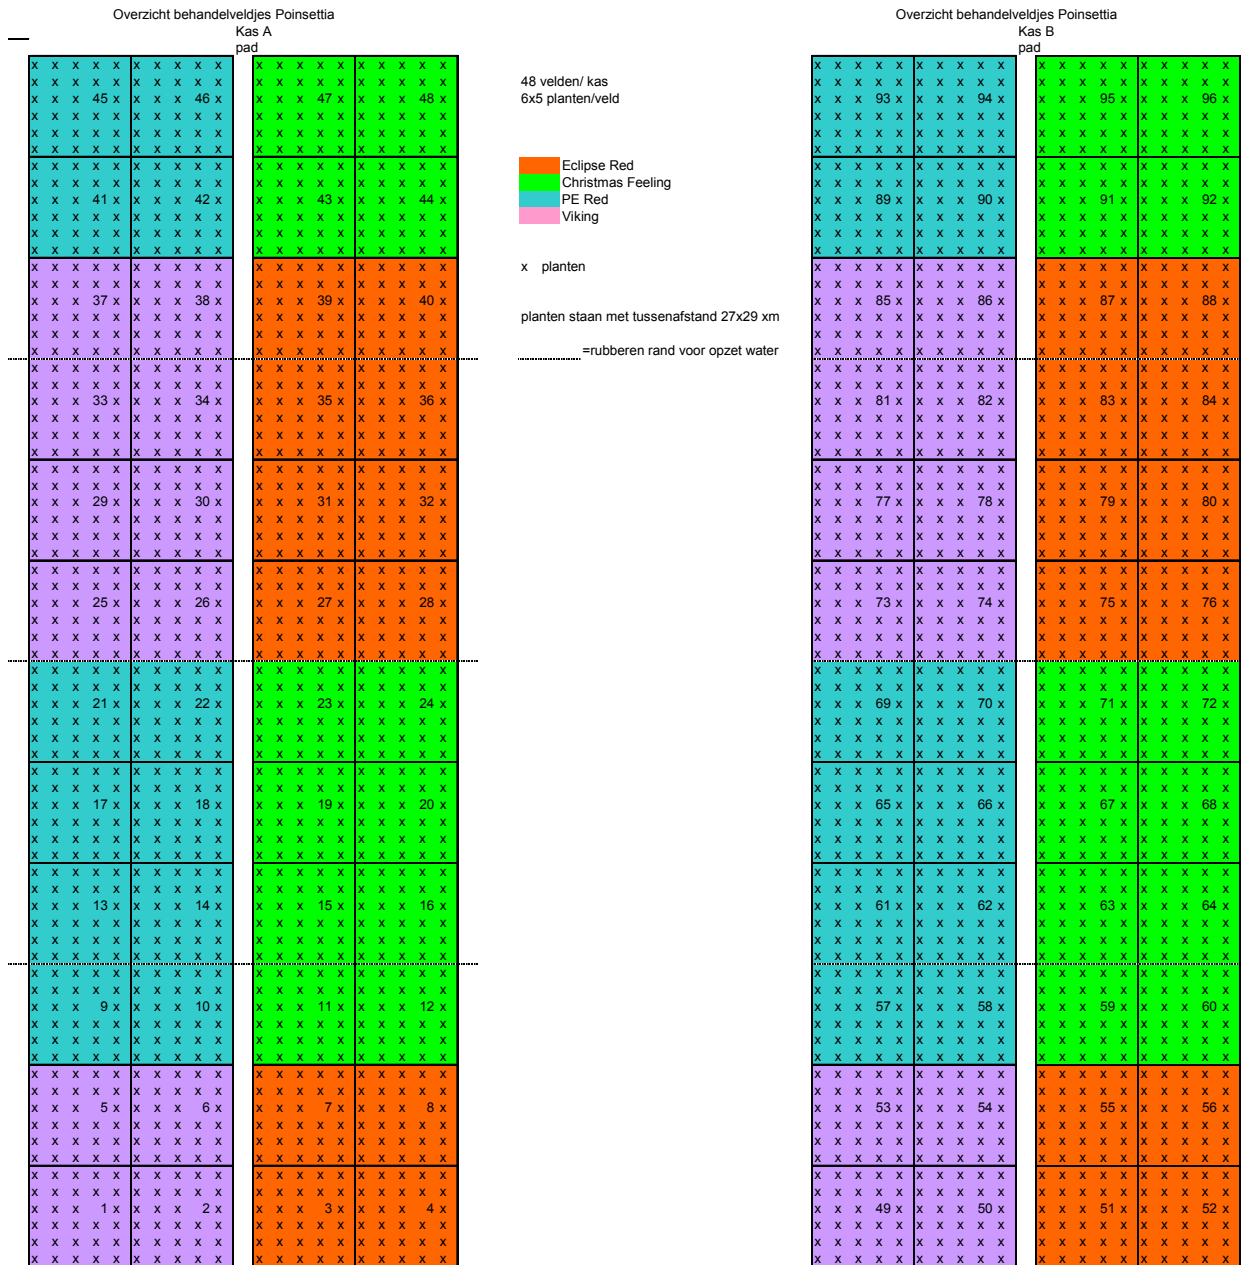 Overzicht behandelveldjes Poinsettia
Kas A
pad
Overzicht behandelveldjes Poinsettia
Kas B
pad
48 velden/ kas
6x5 planten/veld
Eclipse Red
Christmas Feeling
PE Red
Viking
x planten
planten staan met tussenafstand 27x29 xm
=rubberen rand voor opzet water
x x x 45 x x x x 46 x x x x 47 x x x x 48 x
x x x 41 x x x x 42 x x x x 43 x x x x 44 x
x x x 37 x x x x 38 x x x x 39 x x x x 40 x
x x x 33 x x x x 34 x x x x 35 x x x x 36 x
x x x 29 x x x x 30 x x x x 31 x x x x 32 x
x x x 25 x x x x 26 x x x x 27 x x x x 28 x
x x x 21 x x x x 22 x x x x 23 x x x x 24 x
x x x 17 x x x x 18 x x x x 19 x x x x 20 x
x x x 13 x x x x 14 x x x x 15 x x x x 16 x
x x x 9 x x x x 10 x x x x 11 x x x x 12 x
x x x 5 x x x x 6 x x x x 7 x x x x 8 x
x x x 1 x x x x 2 x x x x 3 x x x x 4 x
x x x 93 x x x x 94 x x x x 95 x x x x 96 x
x x x 89 x x x x 90 x x x x 91 x x x x 92 x
x x x 85 x x x x 86 x x x x 87 x x x x 88 x
x x x 81 x x x x 82 x x x x 83 x x x x 84 x
x x x 77 x x x x 78 x x x x 79 x x x x 80 x
x x x 73 x x x x 74 x x x x 75 x x x x 76 x
x x x 69 x x x x 70 x x x x 71 x x x x 72 x
x x x 65 x x x x 66 x x x x 67 x x x x 68 x
x x x 61 x x x x 62 x x x x 63 x x x x 64 x
x x x 57 x x x x 58 x x x x 59 x x x x 60 x
x x x 53 x x x x 54 x x x x 55 x x x x 56 x
x x x 49 x x x x 50 x x x x 51 x x x x 52 x